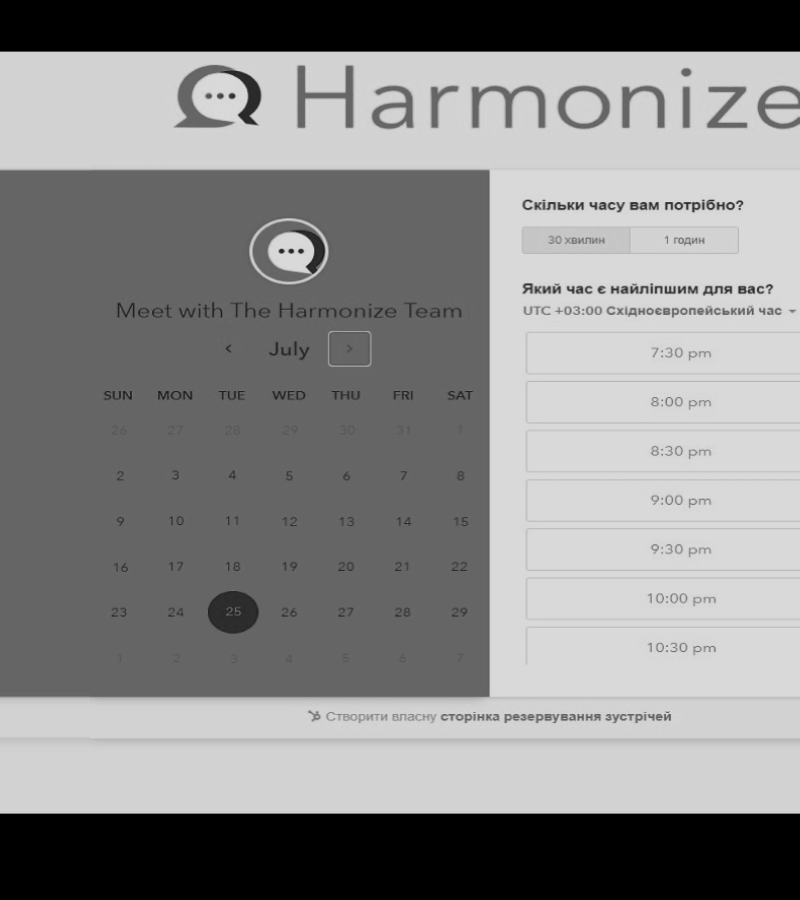 Harmonize
Meet with The Harmonize Team
< July >
SUN MON TUE WED THU FRI SAT
26 27 28 29 30 31 1
2 3 4 5 6 7 8
9 10 11 12 13 14 15
16 17 18 19 20 21 22
23 24 25 26 27 28 29
1 2 3 4 5 6 7
Скільки часу вам потрібно?
30 хвилин 1 годин
Який час є найліпшим для вас?
UTC +03:00 Східноєвропейський час
7:30 pm
8:00 pm
8:30 pm
9:00 pm
9:30 pm
10:00 pm
10:30 pm
Створити власну сторінка резервування зустрічей